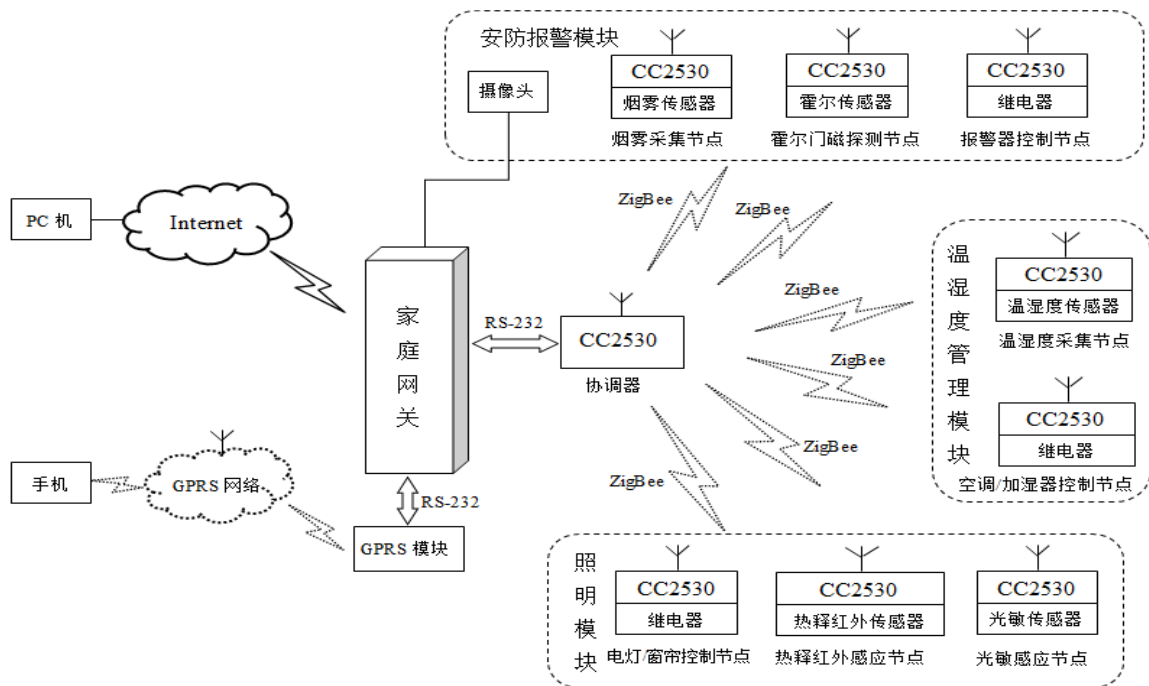 安防报警模块
摄像头
CC2530
烟雾传感器
烟雾采集节点
CC2530
霍尔传感器
霍尔门磁探测节点
CC2530
继电器
报警器控制节点
PC 机
Internet
家庭网关
RS-232
CC2530
协调器
ZigBee
ZigBee
ZigBee
ZigBee
ZigBee
ZigBee
温湿度管理模块
CC2530
温湿度传感器
温湿度采集节点
CC2530
继电器
空调/加湿器控制节点
手机
GPRS 网络
RS-232
GPRS 模块
照明模块
CC2530
继电器
电灯/窗帘控制节点
CC2530
热释红外传感器
热释红外感应节点
CC2530
光敏传感器
光敏感应节点